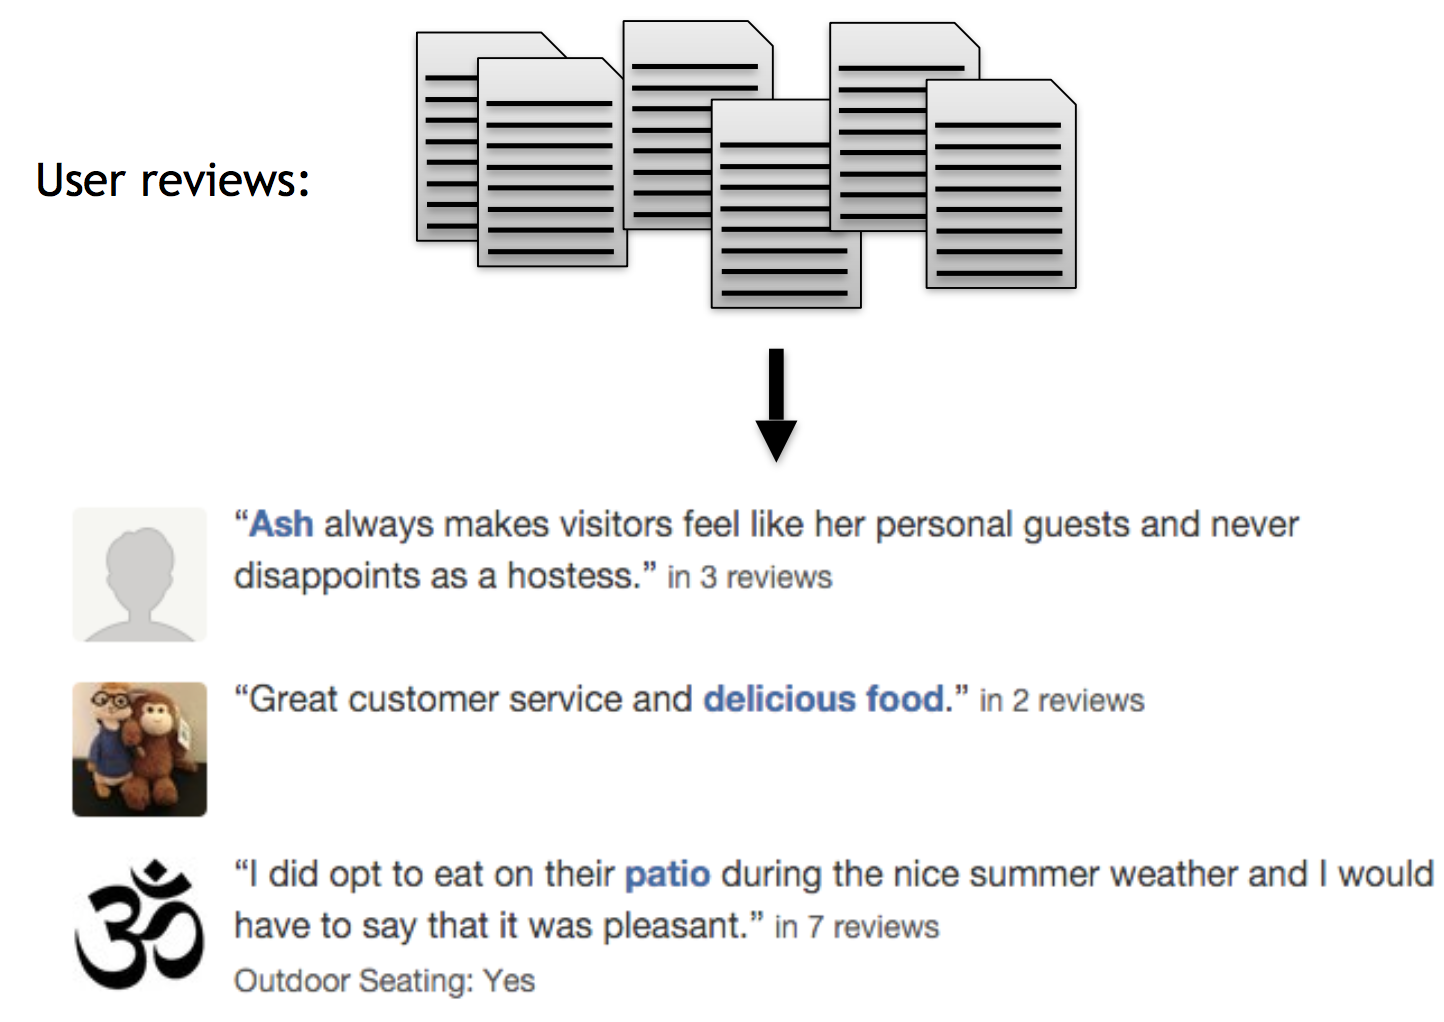 User reviews:
“Ash always makes visitors feel like her personal guests and never
disappoints as a hostess.” in 3 reviews
“Great customer service and delicious food.” in 2 reviews
“I did opt to eat on their patio during the nice summer weather and I would
have to say that it was pleasant.” in 7 reviews
Outdoor Seating: Yes
ॐ